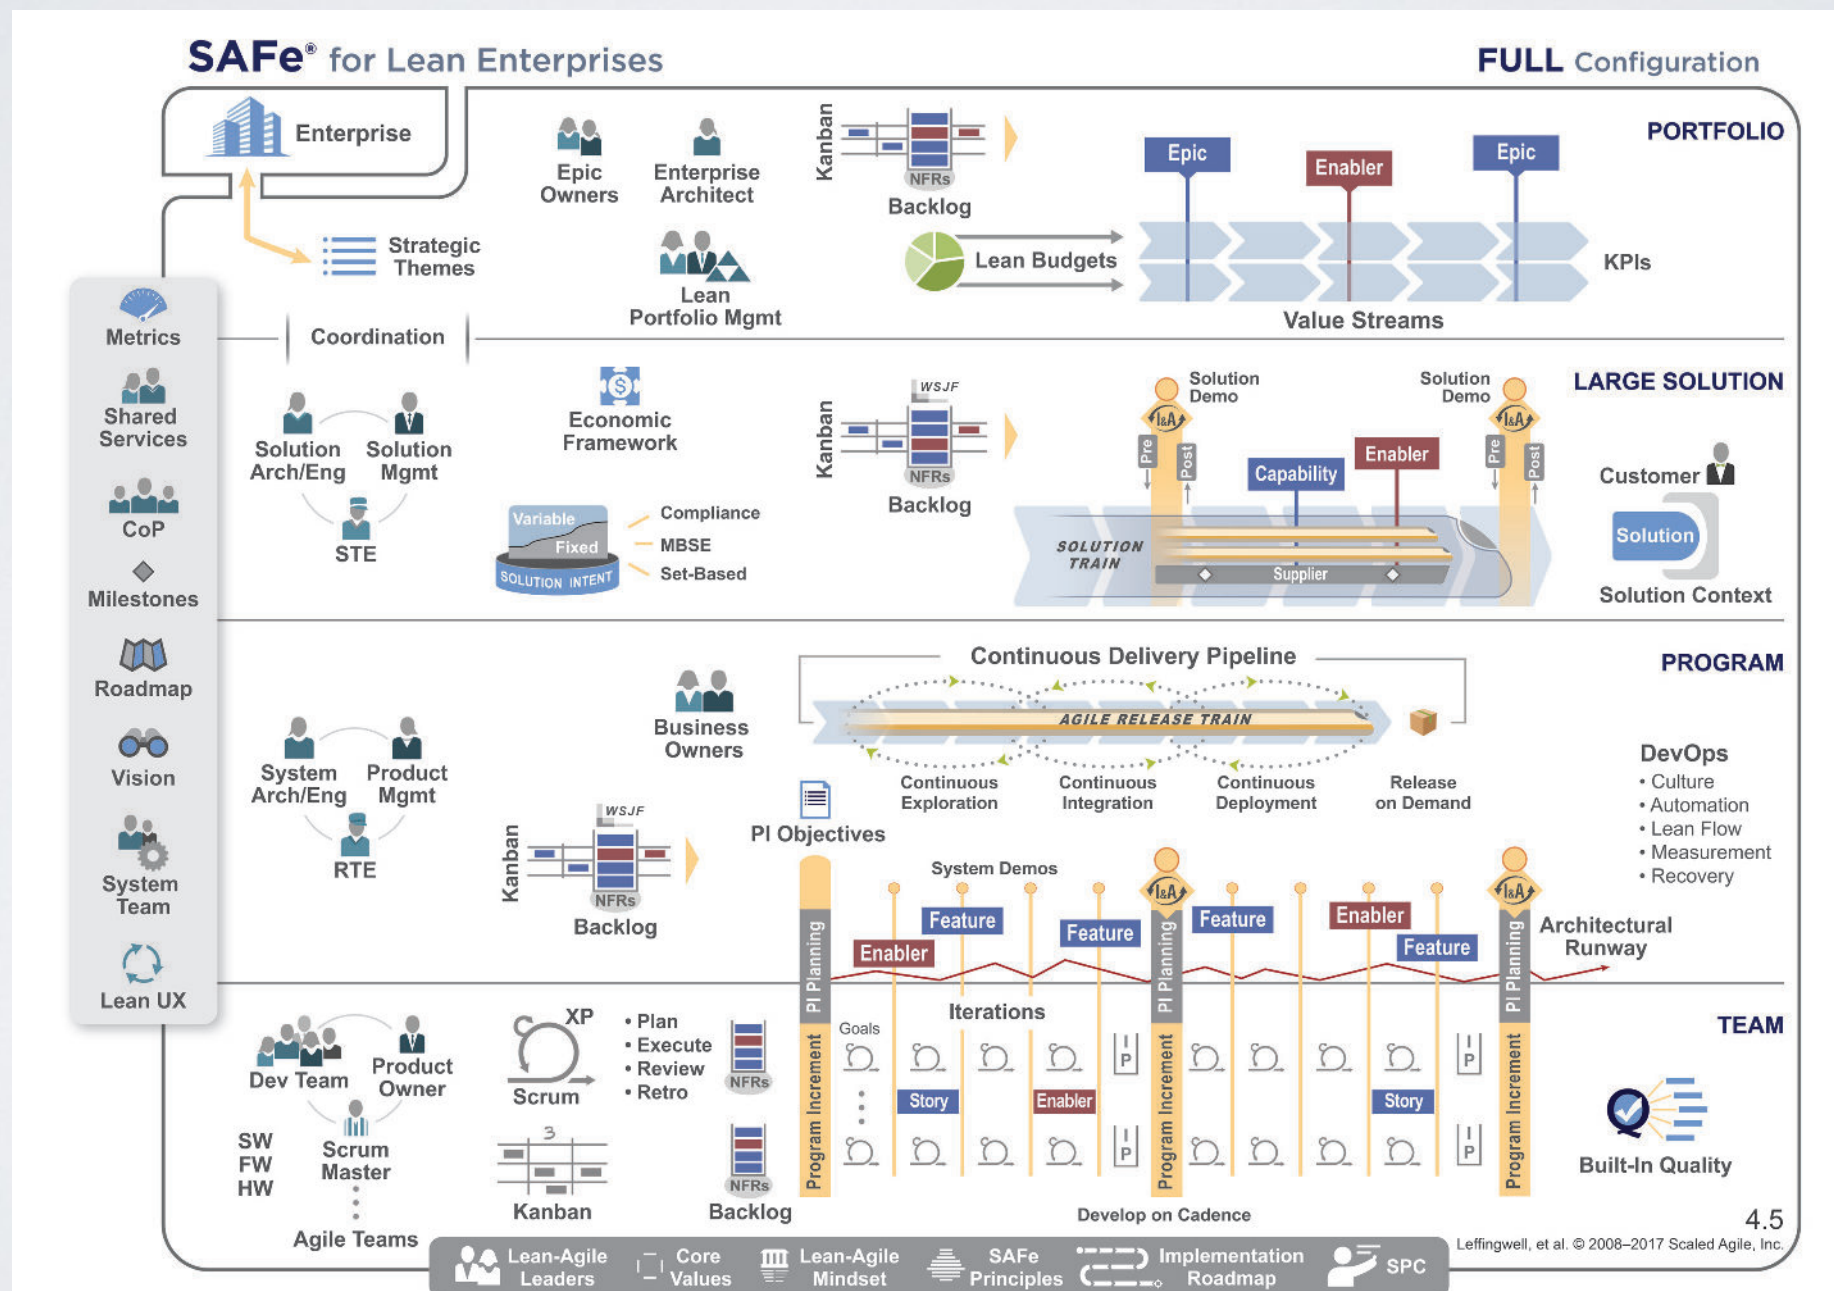 SAFe® for Lean Enterprises
FULL Configuration
Enterprise
Epic
Owners
Enterprise
Architect
Kanban
NFRs
Backlog
Epic
Enabler
Epic
PORTFOLIO
Strategic
Themes
Lean
Portfolio Mgmt
Lean Budgets
Value Streams
KPIs
Metrics
Shared
Services
CoP
Milestones
Roadmap
Vision
System
Team
Lean UX
Coordination
Solution
Arch/Eng
Solution
Mgmt
STE
Economic
Framework
Variable
Fixed
SOLUTION INTENT
Compliance
MBSE
Set-Based
Kanban
WSJF
NFRs
Backlog
Solution
Demo
I&A
Pre
Post
Capability
Enabler
Solution
Demo
I&A
Pre
Post
SOLUTION
TRAIN
Supplier
LARGE SOLUTION
Customer
Solution
Solution Context
PROGRAM
Continuous Delivery Pipeline
AGILE RELEASE TRAIN
Continuous
Exploration
Continuous
Integration
Continuous
Deployment
Release
on Demand
Business
Owners
System
Arch/Eng
Product
Mgmt
RTE
Kanban
WSJF
NFRs
Backlog
PI Objectives
System Demos
I&A
I&A
DevOps
• Culture
• Automation
• Lean Flow
• Measurement
• Recovery
Enabler
Feature
Feature
Feature
Enabler
Feature
Architectural
Runway
PI Planning
PI Planning
PI Planning
TEAM
Dev Team
Product
Owner
Scrum
Master
SW
FW
HW
Agile Teams
XP
Scrum
• Plan
• Execute
• Review
• Retro
3
Kanban
NFRs
NFRs
Backlog
Program Increment
Program Increment
Program Increment
Iterations
Goals
I
P
I
P
Story
Enabler
Story
I
P
I
P
Develop on Cadence
Built-In Quality
4.5
Leffingwell, et al. © 2008–2017 Scaled Agile, Inc.
Lean-Agile
Leaders
Core
Values
Lean-Agile
Mindset
SAFe
Principles
Implementation
Roadmap
SPC